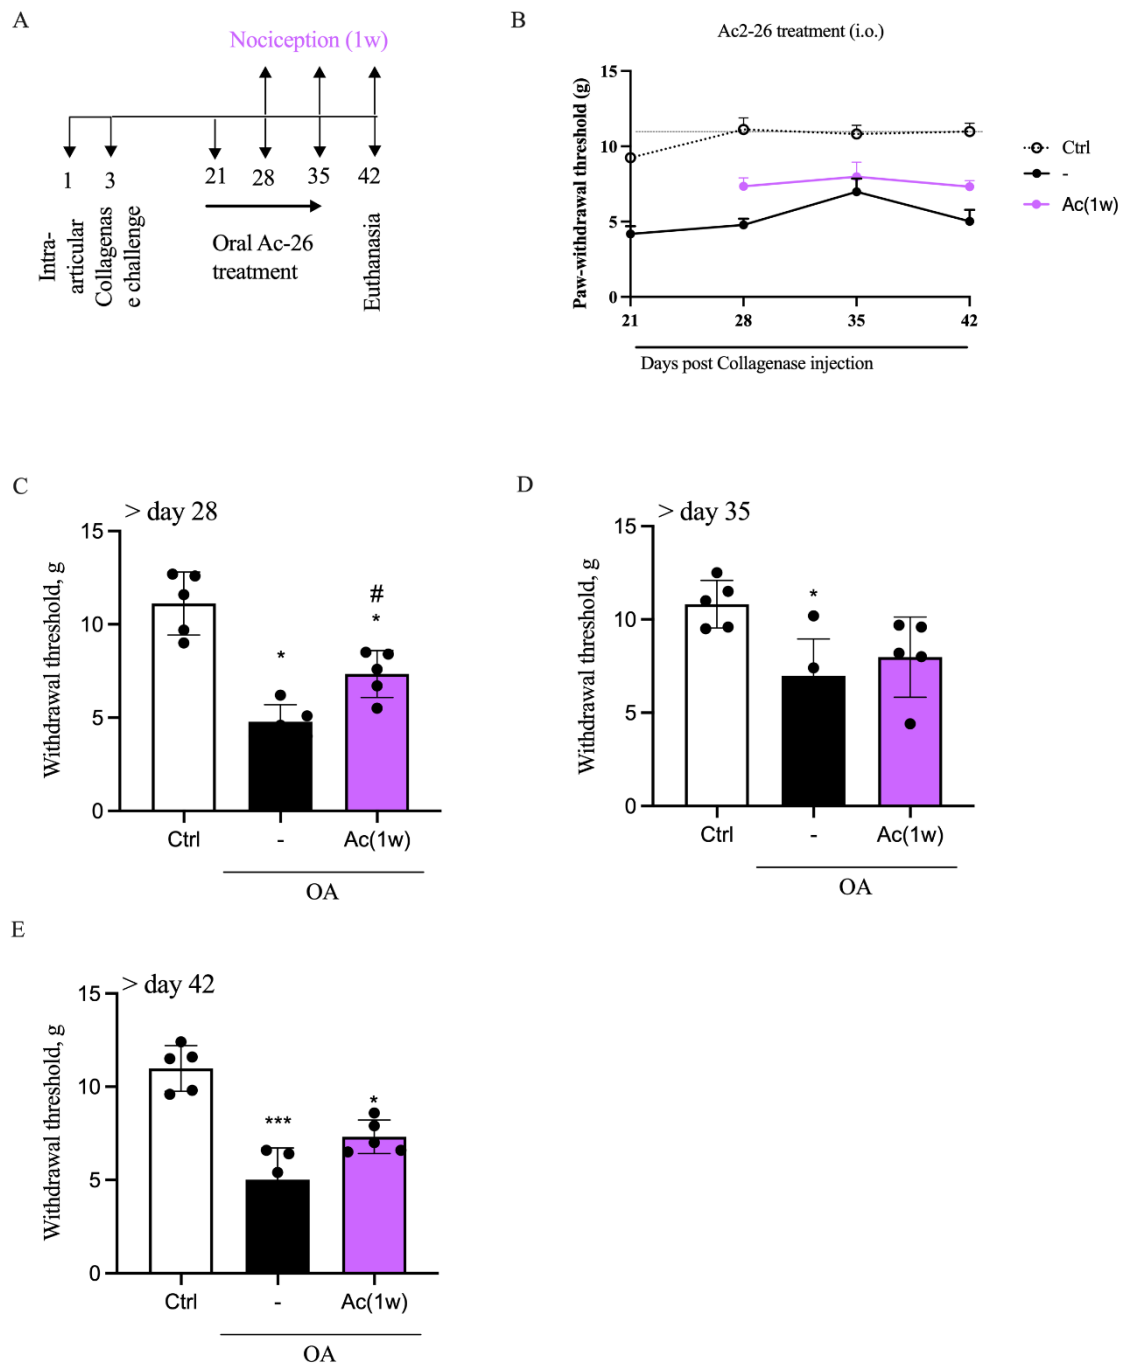 A
Nociception (1w)
1 3 21 28 35 42
Intra-
articular
Collagenas
e challenge
Oral Ac-26
treatment
Euthanasia
B
Ac2-26 treatment (i.o.)
Paw-withdrawal threshold (g)
15
10
5
0
21 28 35 42
Days post Collagenase injection
Ctrl
-
Ac(1w)
C
> day 28
Withdrawal threshold, g
15
10
5
0
*
#
*
Ctrl - Ac(1w)
OA
D
> day 35
Withdrawal threshold, g
15
10
5
0
*
Ctrl - Ac(1w)
OA
E
> day 42
Withdrawal threshold, g
15
10
5
0
***
*
Ctrl - Ac(1w)
OA